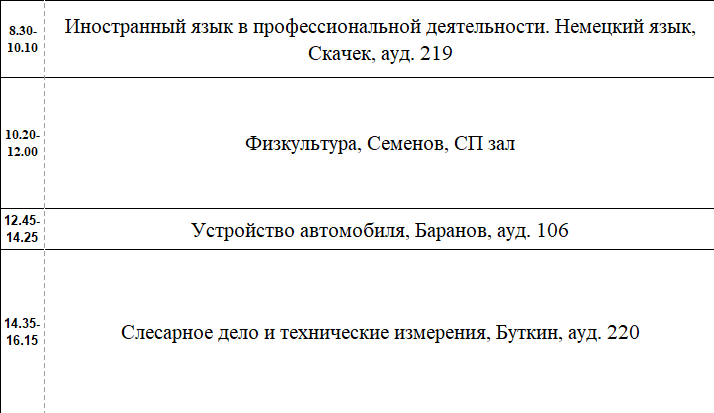 8.30-
10.10
Иностранный язык в профессиональной деятельности. Немецкий язык,
Скачек, ауд. 219
10.20-
12.00
Физкультура, Семенов, СП зал
12.45-
14.25
Устройство автомобиля, Баранов, ауд. 106
14.35-
16.15
Слесарное дело и технические измерения, Буткин, ауд. 220